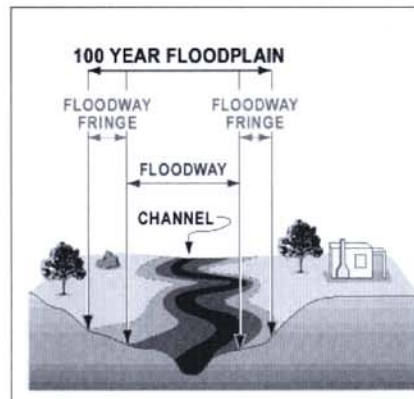 100 YEAR FLOODPLAIN
FLOODWAY
FRINGE
FLOODWAY
FRINGE
FLOODWAY
CHANNEL